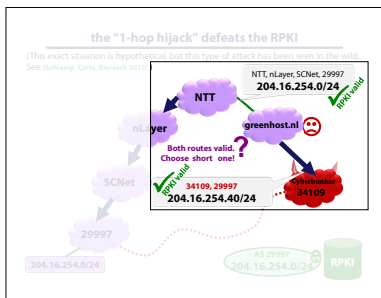 the "1-hop hijack" defeats the RPKI
(This exact situation is hypothetical, but this type of attack has been seen in the wild.
See (Schlamp, Carle, Biersack 2013)
NTT, nLayer, SCNet, 29997
204.16.254.0/24
RPKI valid
NTT
nLayer
greenhost.nl
Both routes valid.
Choose short one!
?
RPKI valid
SCNet
34109, 29997
204.16.254.40/24
Cyberbunker
34109
29997
204.16.254.0/24
AS 29997
204.16.254.0/24
RPKI